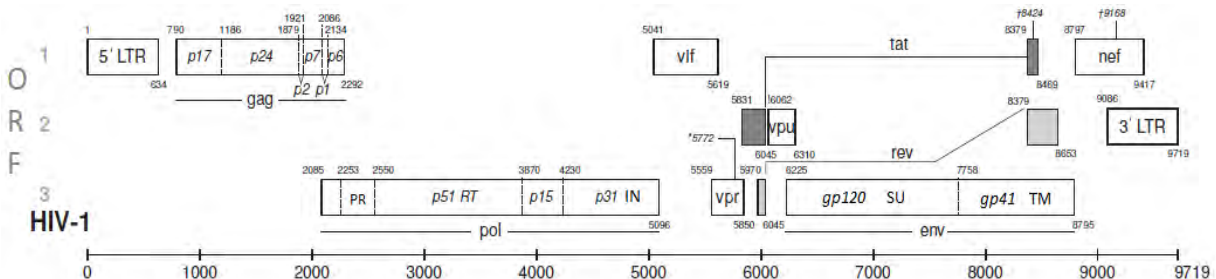 1 790 1186 1879 1921 2086 2134 5041 8379 †8424 8797 †9168
O 1 5' LTR p17 p24 p7 p6 vif tat nef
634 p2 p1 2292 5619 8469 9417
gag
R 2 5831 6062 vpu 8379 9086 3' LTR
*5772 6045 6310 rev 8653 9719
F 3 2085 2253 2550 3870 4230 5559 5970 6225 7758
PR p51 RT p15 p31 IN vpr gp120 SU gp41 TM
HIV-1 5096 5850 6045 8795
pol env
0 1000 2000 3000 4000 5000 6000 7000 8000 9000 9719